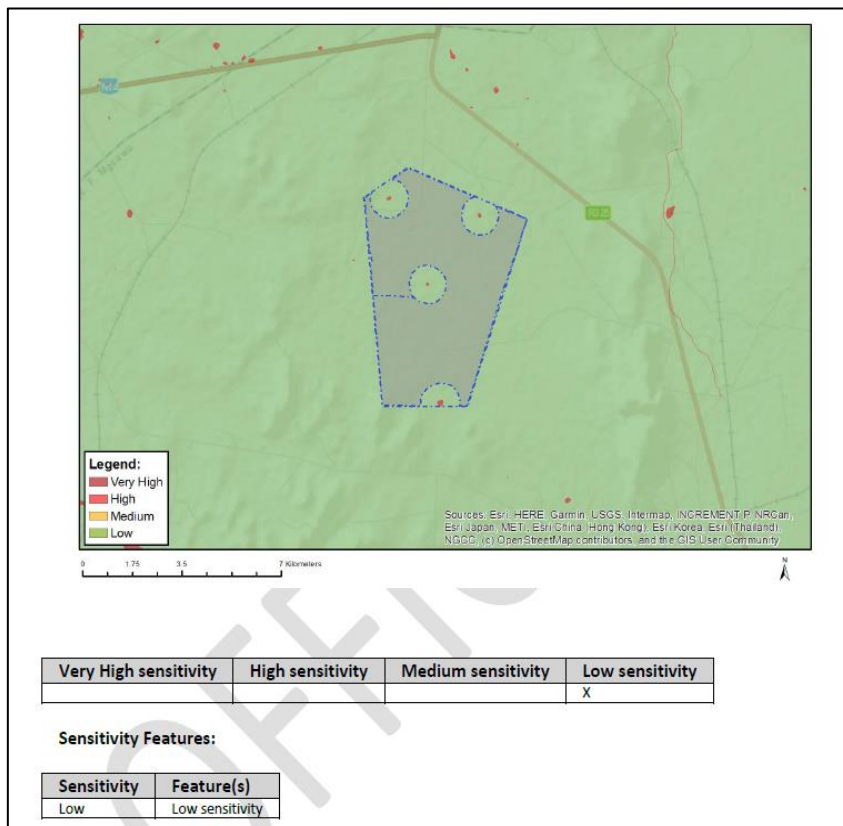 Legend:
Very High
High
Medium
Low
Sources: Esri, HERE, Garmin, USGS, Intermap, INCREMENT P, NRCan,
Esri Japan, METI, Esri China (Hong Kong), Esri Korea, Esri (Thailand),
NGCC, (c) OpenStreetMap contributors, and the GIS User Community
0 1.75 3.5 7 Kilometers
N
Very High sensitivity High sensitivity Medium sensitivity Low sensitivity
X
Sensitivity Features:
Sensitivity Feature(s)
Low Low sensitivity